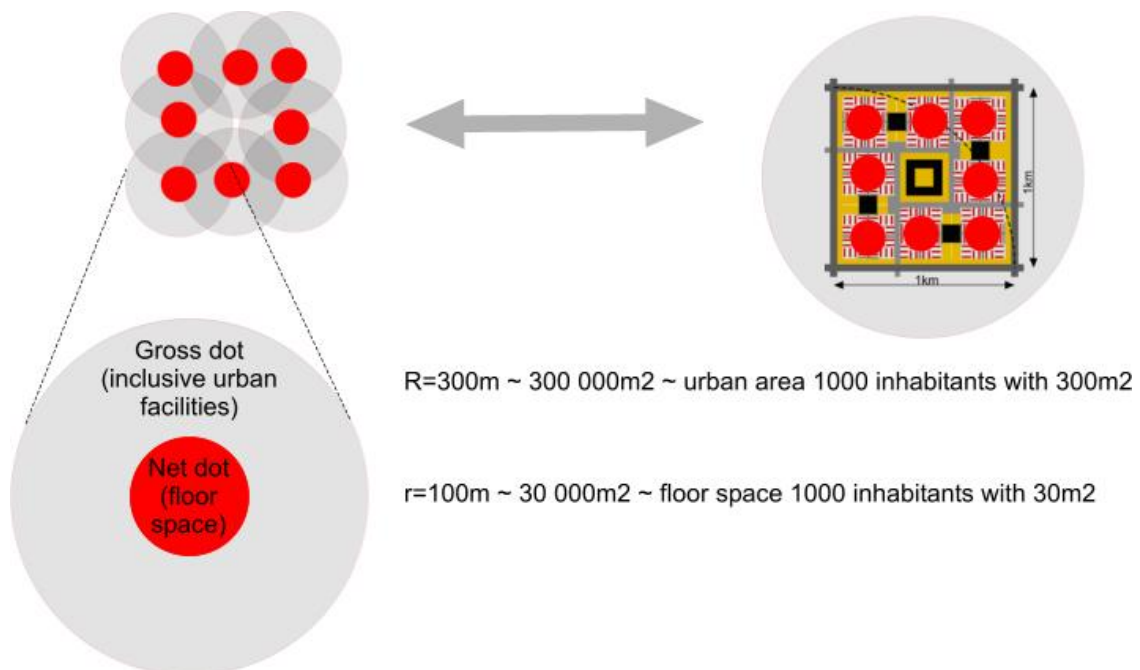 1km
1km
Gross dot
(inclusive urban
facilities)
R=300m ~ 300 000m2 ~ urban area 1000 inhabitants with 300m2
Net dot
(floor
space)
r=100m ~ 30 000m2 ~ floor space 1000 inhabitants with 30m2